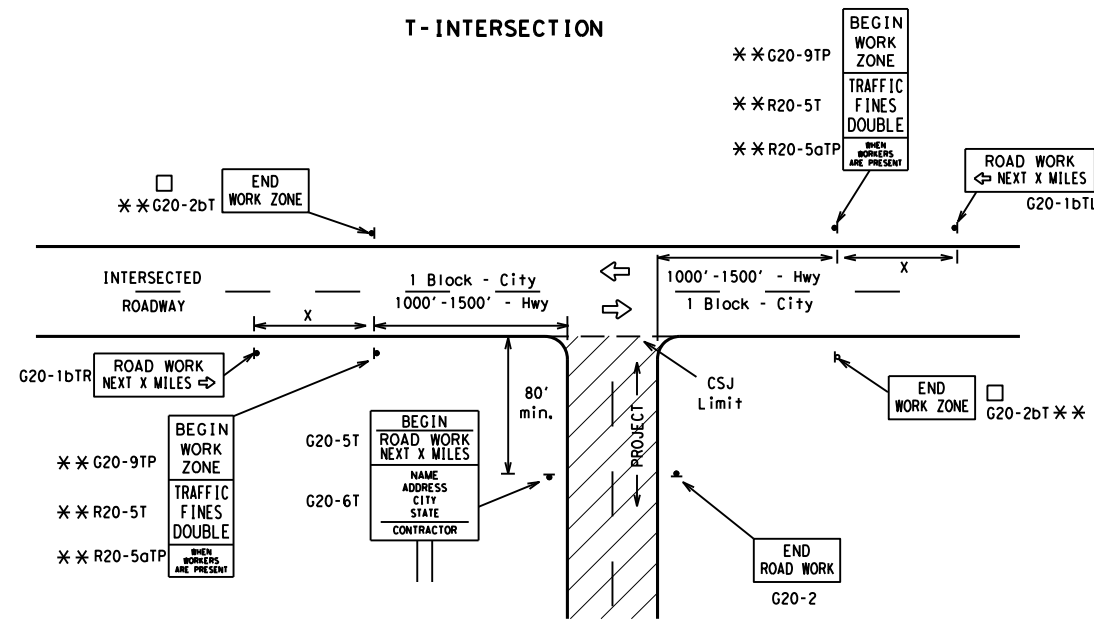 T-INTERSECTION
BEGIN
WORK
ZONE
TRAFFIC
FINES
DOUBLE
WHEN
WORKERS
ARE PRESENT
**G20-9TP
**R20-5T
**R20-5aTP
ROAD WORK
⇦ NEXT X MILES
G20-1bTL
END
WORK ZONE
□
**G20-2bT
INTERSECTED
ROADWAY
X
1 Block - City
1000'-1500' - Hwy
1000'-1500' - Hwy
1 Block - City
X
G20-1bTR
ROAD WORK
NEXT X MILES ⇨
80'
min.
PROJECT
CSJ
Limit
END
WORK ZONE
□
G20-2bT**
BEGIN
WORK
ZONE
TRAFFIC
FINES
DOUBLE
WHEN
WORKERS
ARE PRESENT
**G20-9TP
**R20-5T
**R20-5aTP
G20-5T
BEGIN
ROAD WORK
NEXT X MILES
G20-6T
NAME
ADDRESS
CITY
STATE
CONTRACTOR
END
ROAD WORK
G20-2